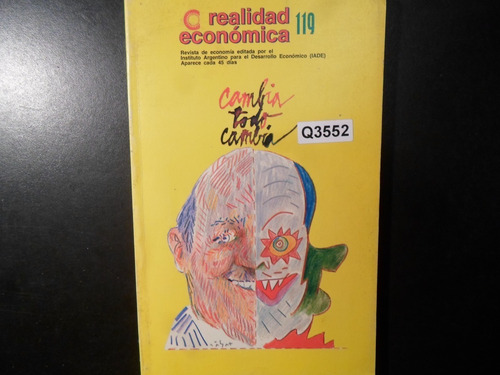 realidad
económica 119
Revista de economía editada por el
Instituto Argentino para el Desarrollo Económico (IADE)
Aparece cada 45 días
cambia
todo
cambia
Q3552